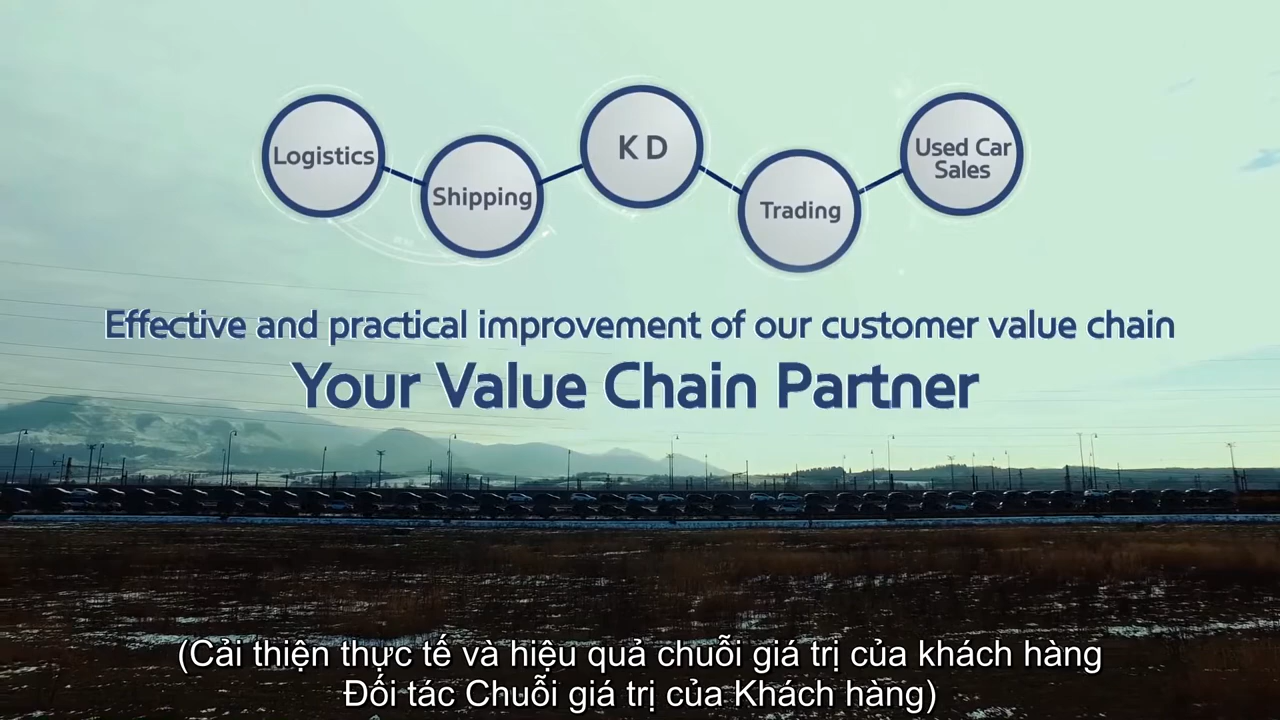 Logistics
Shipping
K D
Trading
Used Car
Sales
Effective and practical improvement of our customer value chain
Your Value Chain Partner
(Cải thiện thực tế và hiệu quả chuỗi giá trị của khách hàng
Đối tác Chuỗi giá trị của Khách hàng)